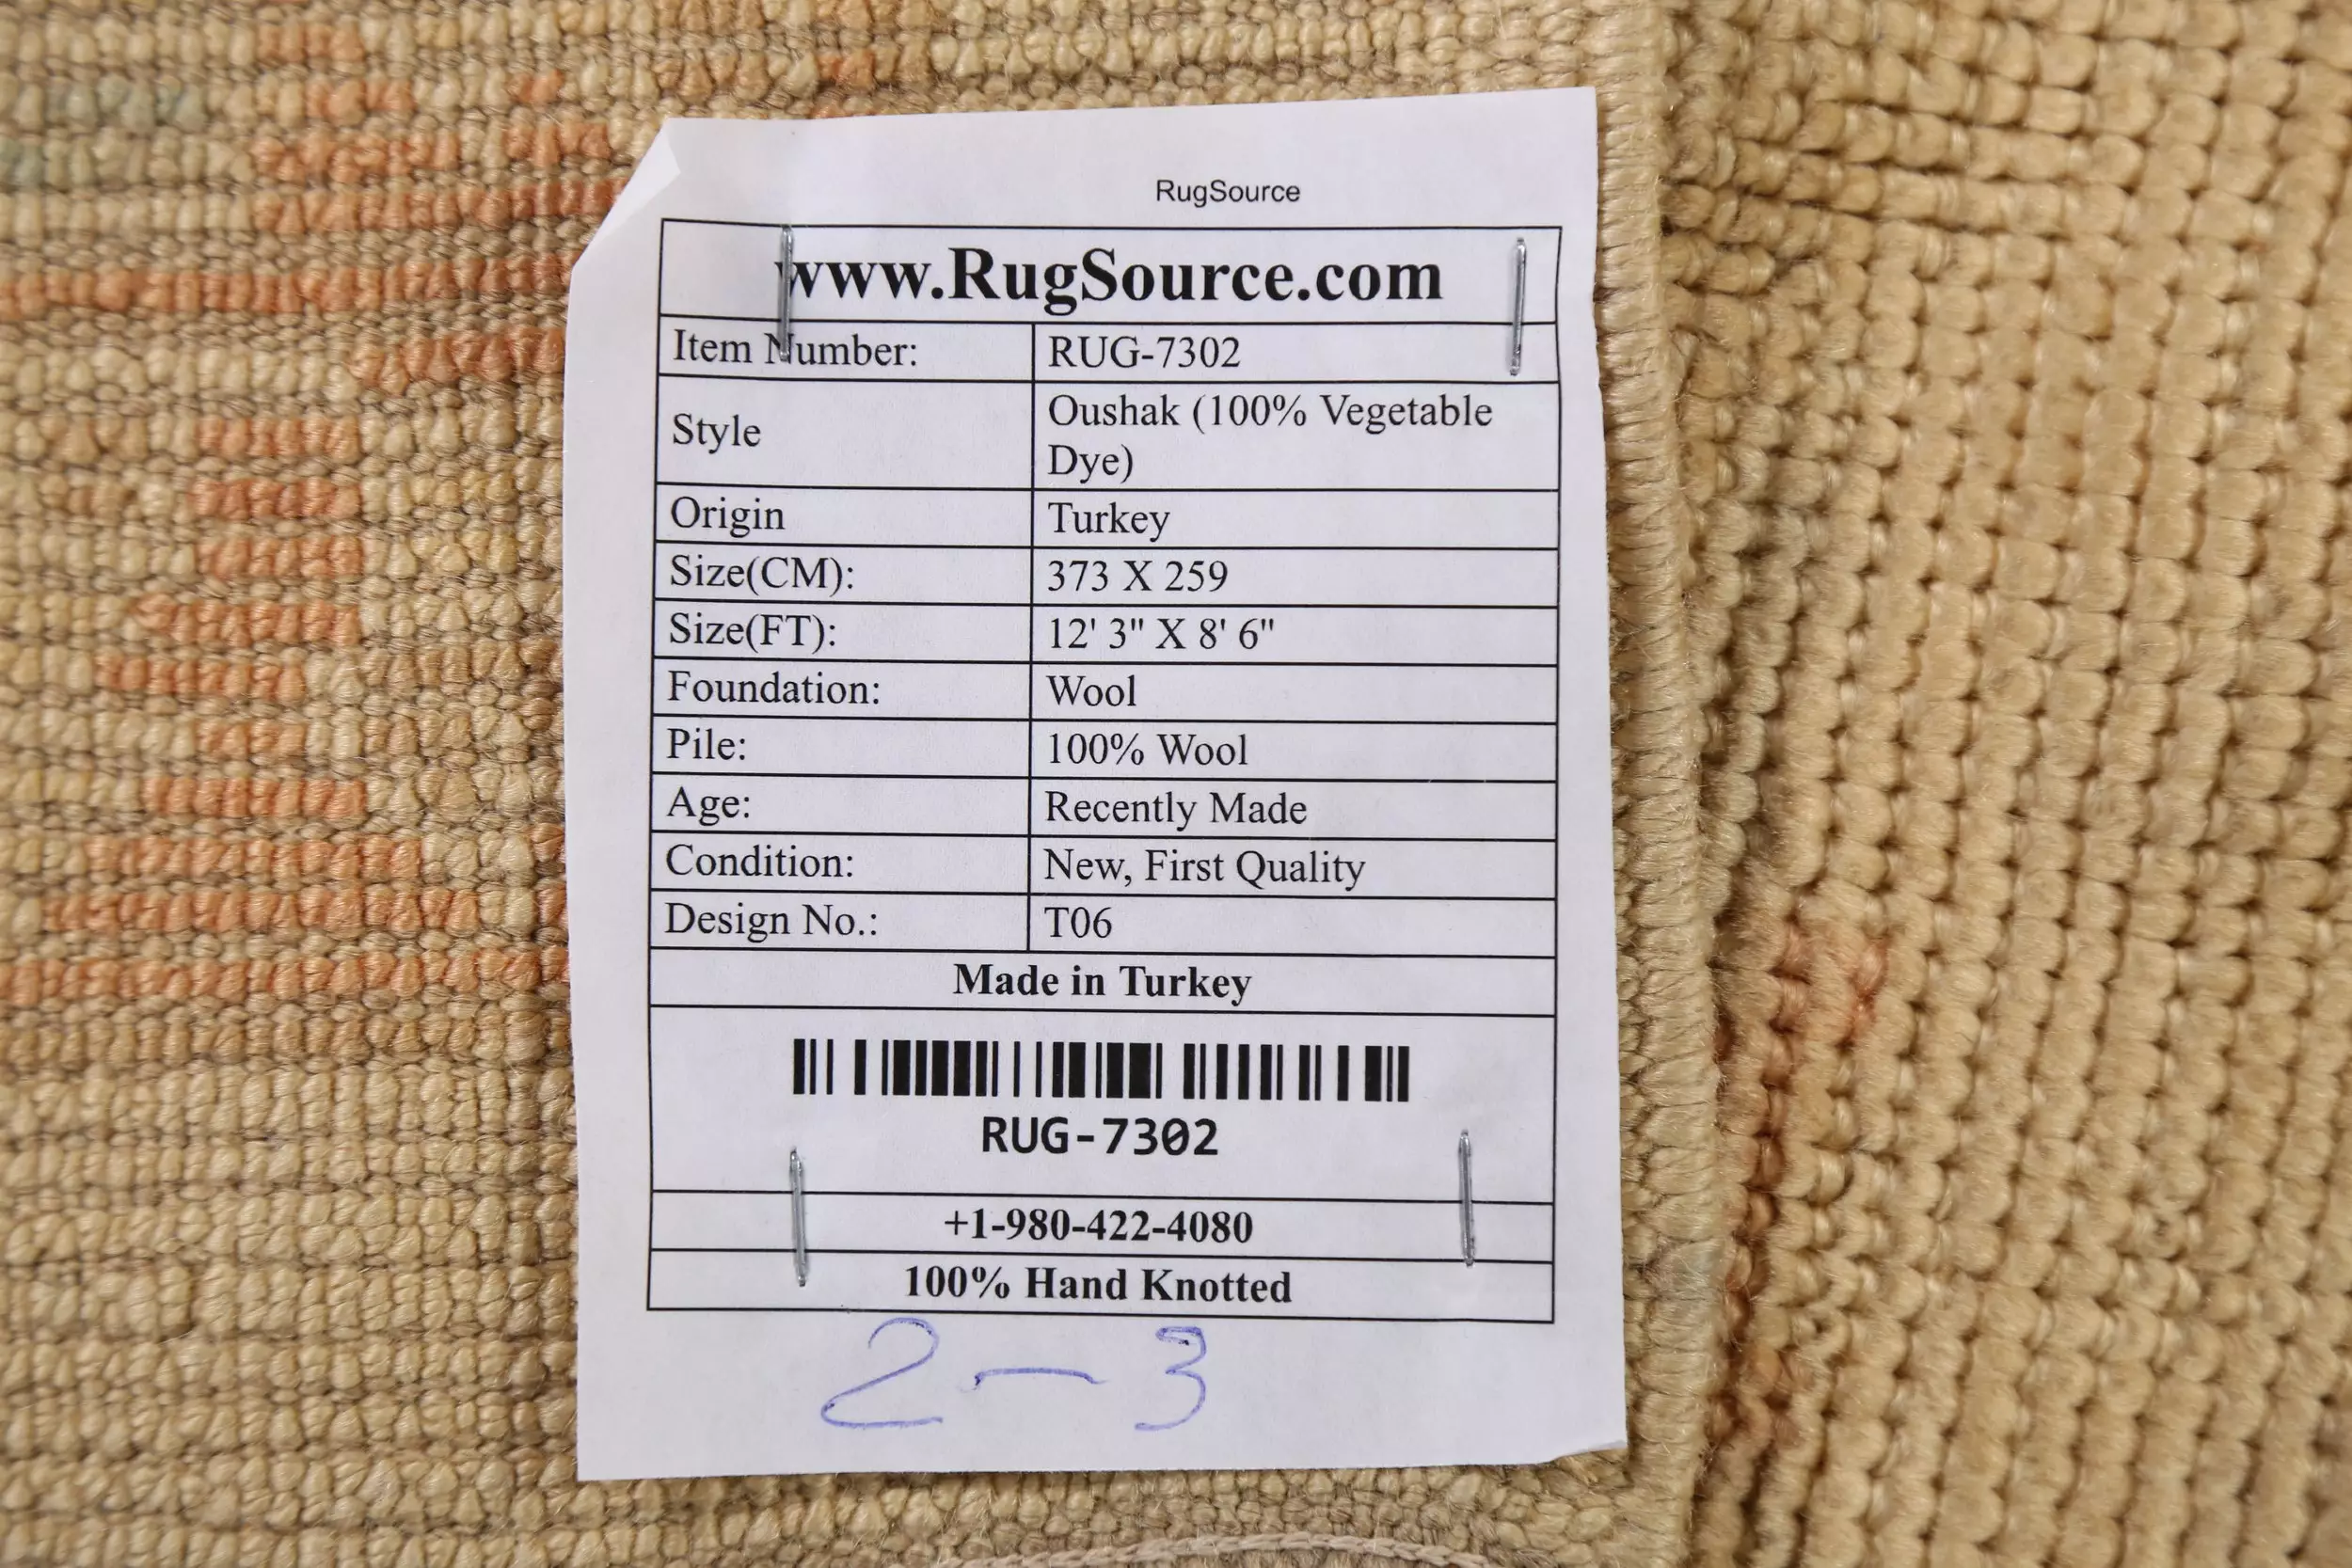 RugSource
www.RugSource.com
Item Number: RUG-7302
Style Oushak (100% Vegetable
Dye)
Origin Turkey
Size(CM): 373 X 259
Size(FT): 12' 3" X 8' 6"
Foundation: Wool
Pile: 100% Wool
Age: Recently Made
Condition: New, First Quality
Design No.: T06
Made in Turkey
RUG-7302
+1-980-422-4080
100% Hand Knotted
2 - 3